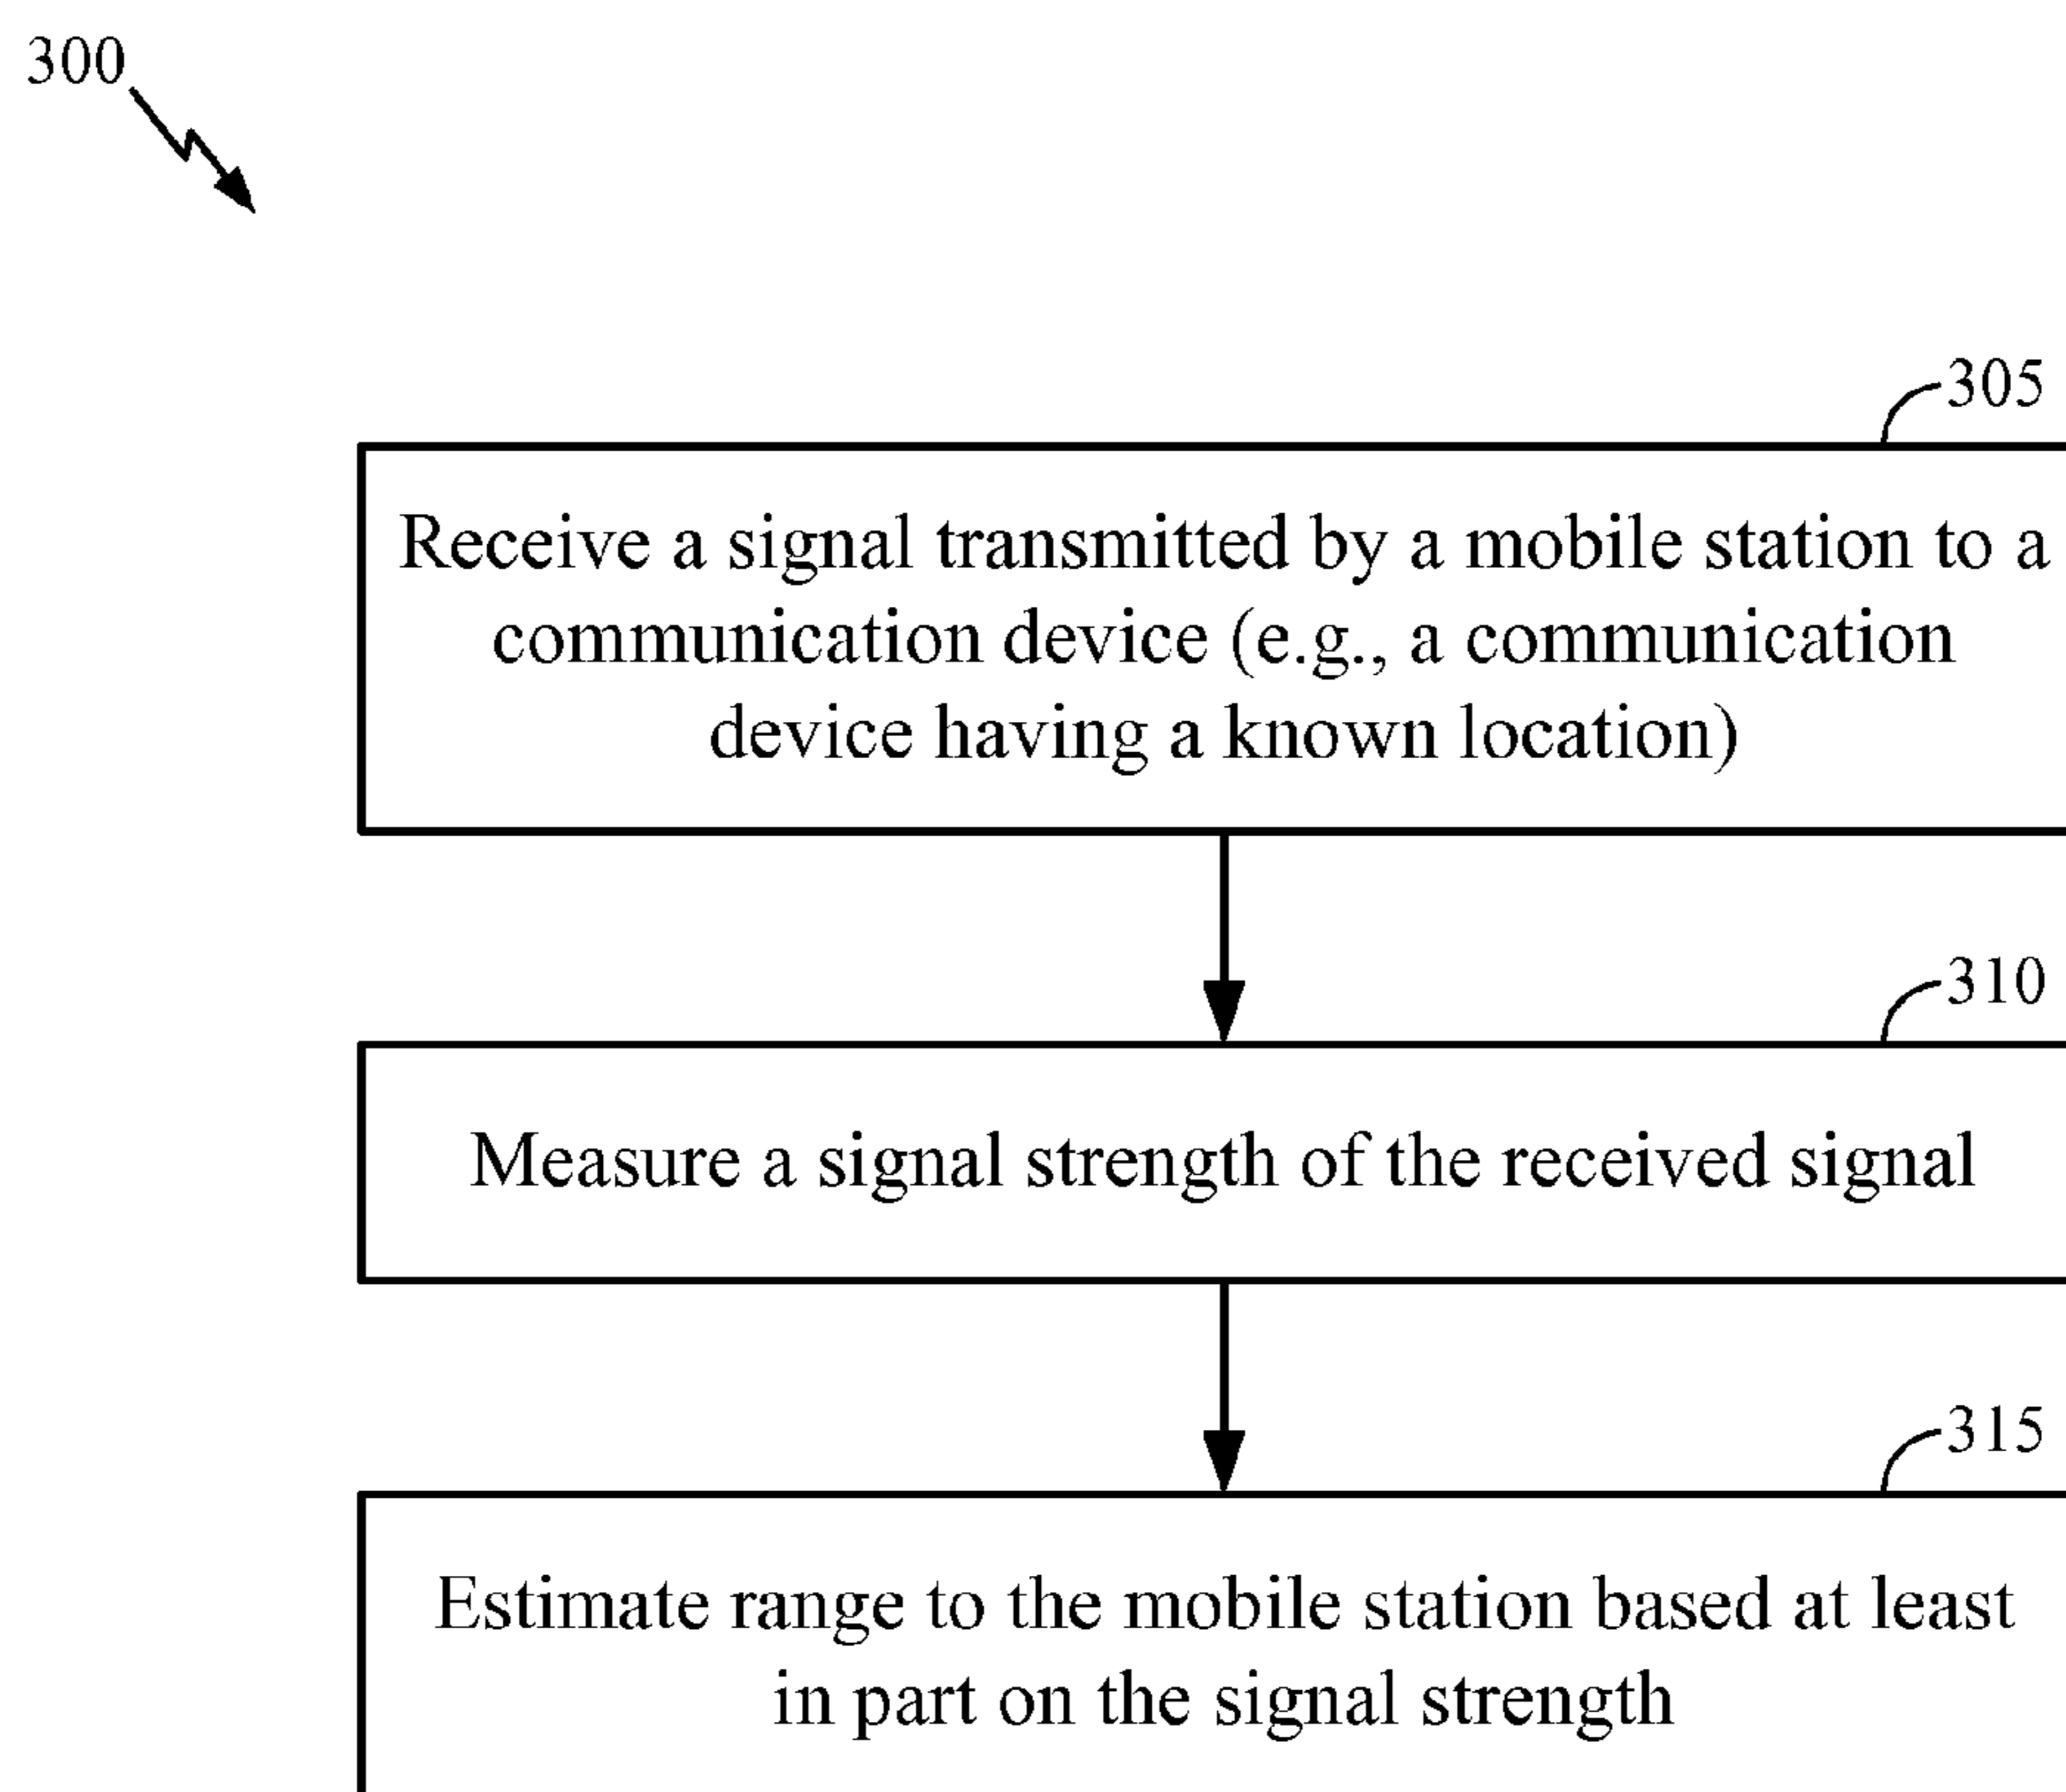 300
305
Receive a signal transmitted by a mobile station to a
communication device (e.g., a communication
device having a known location)
310
Measure a signal strength of the received signal
315
Estimate range to the mobile station based at least
in part on the signal strength